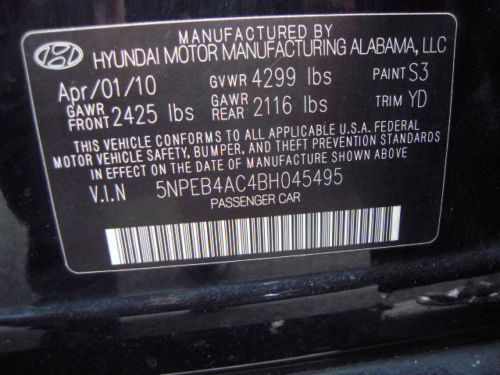 MANUFACTURED BY
HYUNDAI MOTOR MANUFACTURING ALABAMA, LLC
Apr/01/10 GVWR 4299 lbs PAINT S3
GAWR FRONT 2425 lbs GAWR REAR 2116 lbs TRIM YD
THIS VEHICLE CONFORMS TO ALL APPLICABLE U.S.A. FEDERAL
MOTOR VEHICLE SAFETY, BUMPER, AND THEFT PREVENTION STANDARDS
IN EFFECT ON THE DATE OF MANUFACTURE SHOWN ABOVE.
V.I.N 5NPEB4AC4BH045495
PASSENGER CAR